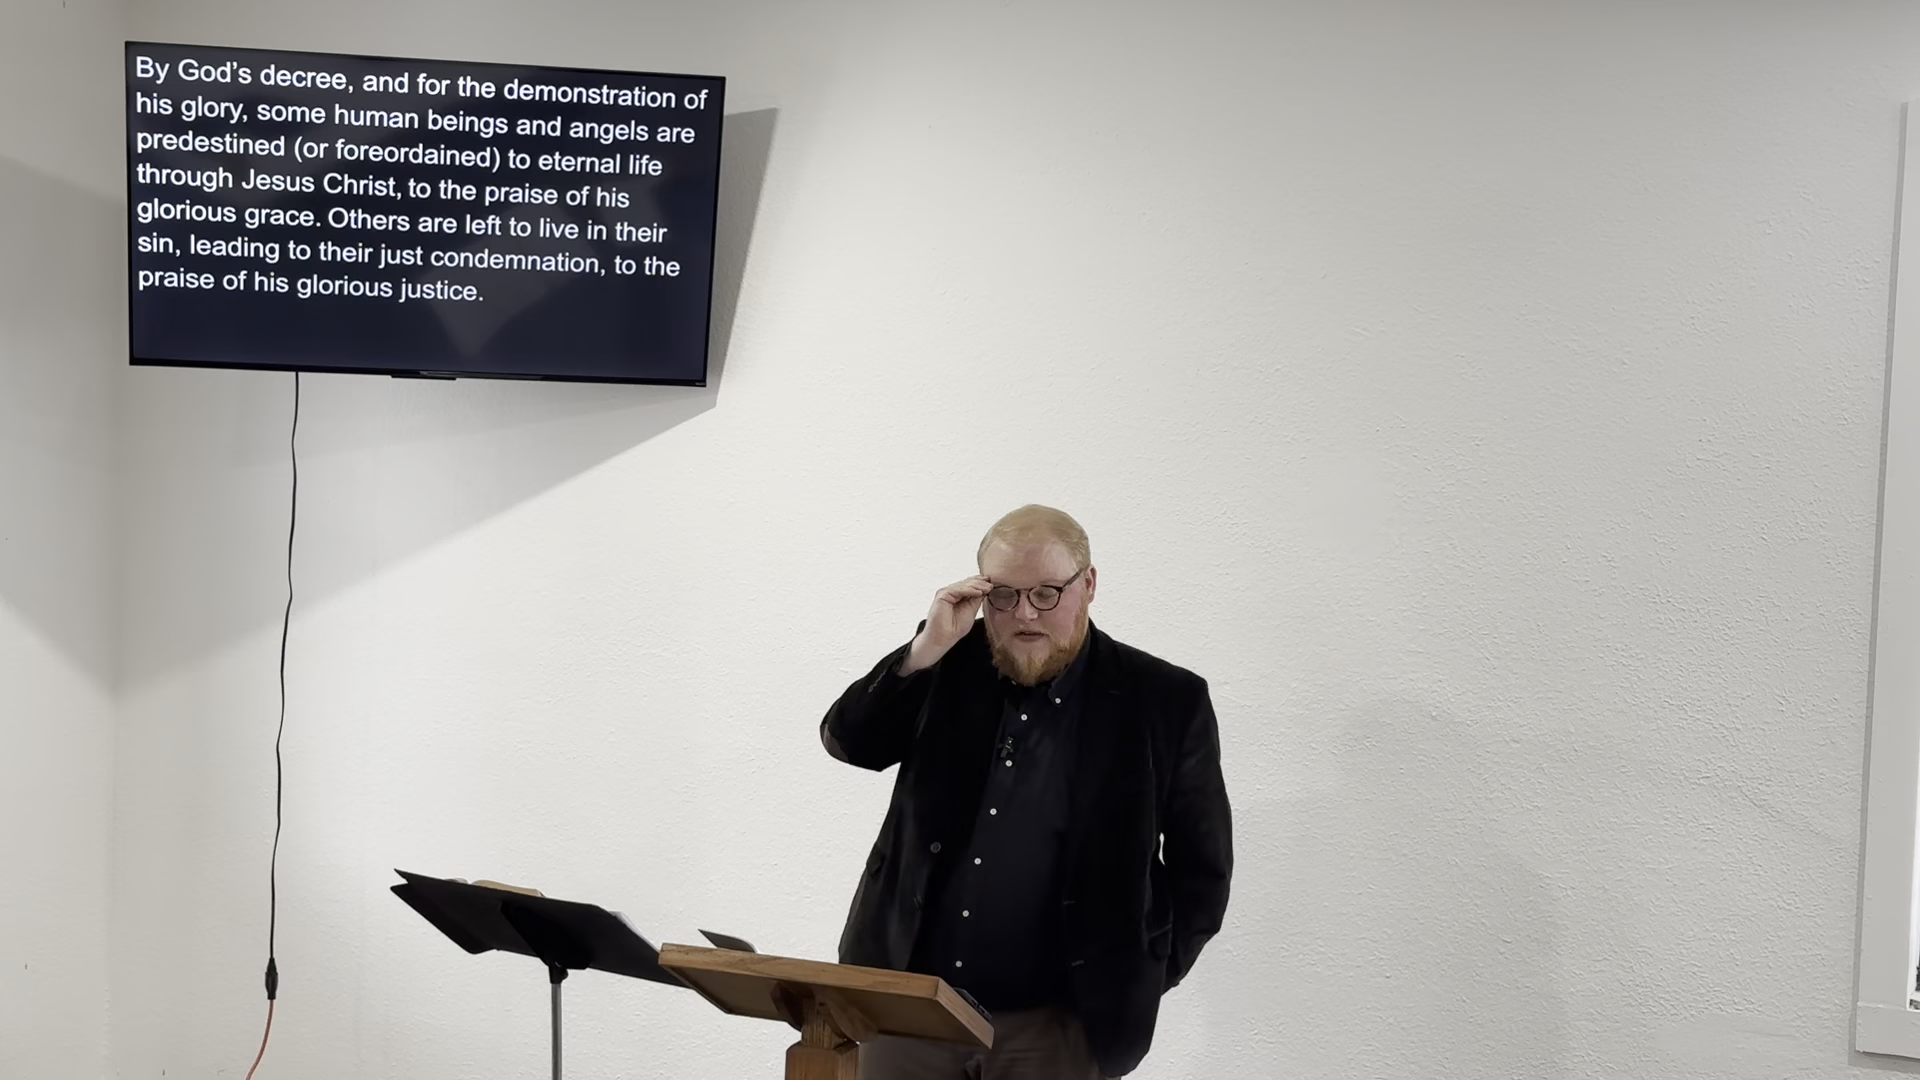 By God's decree, and for the demonstration of
his glory, some human beings and angels are
predestined (or foreordained) to eternal life
through Jesus Christ, to the praise of his
glorious grace. Others are left to live in their
sin, leading to their just condemnation, to the
praise of his glorious justice.